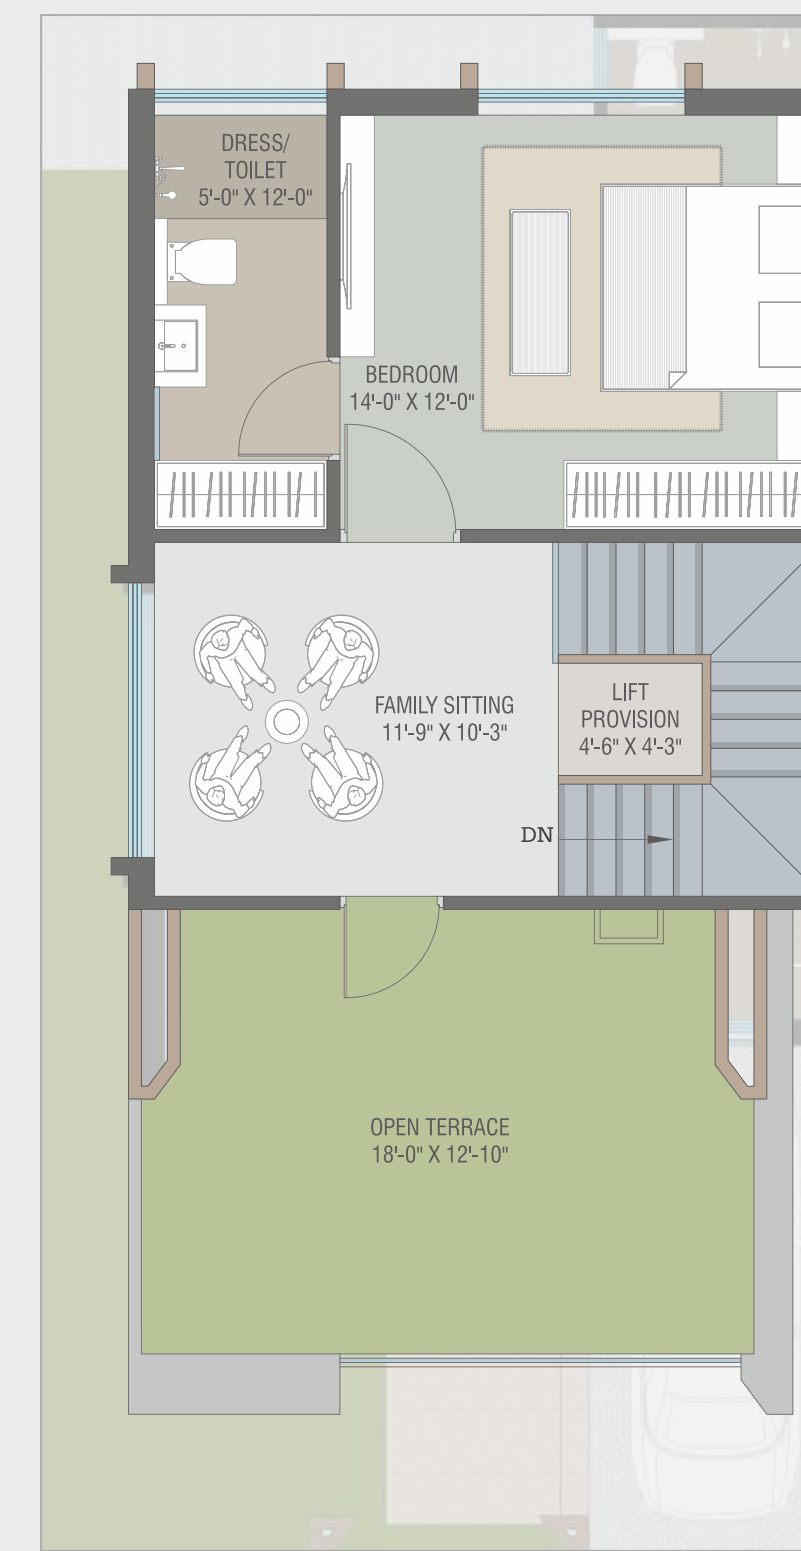 DRESS/
TOILET
5'-0" X 12'-0"
BEDROOM
14'-0" X 12'-0"
FAMILY SITTING
11'-9" X 10'-3"
LIFT
PROVISION
4'-6" X 4'-3"
DN
OPEN TERRACE
18'-0" X 12'-10"